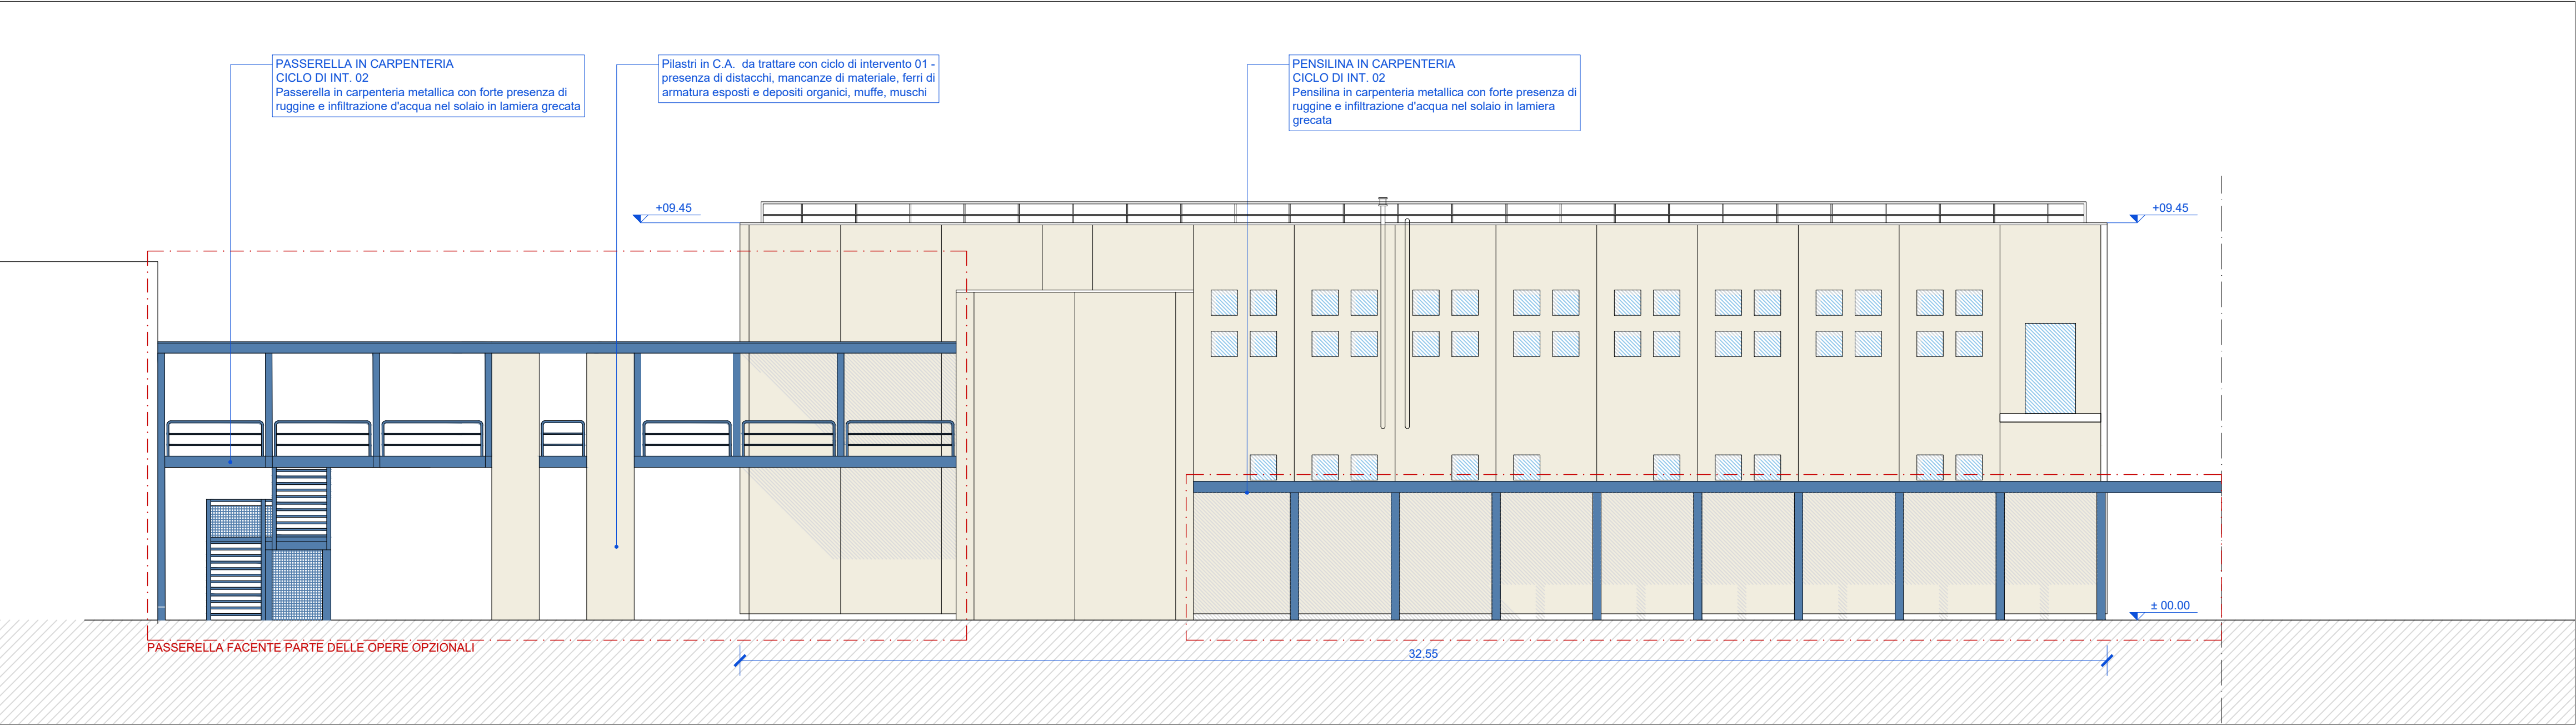 PASSERELLA IN CARPENTERIA
CICLO DI INT. 02
Passerella in carpenteria metallica con forte presenza di
ruggine e infiltrazione d'acqua nel solaio in lamiera grecata
Pilastri in C.A.  da trattare con ciclo di intervento 01 -
presenza di distacchi, mancanze di materiale, ferri di
armatura esposti e depositi organici, muffe, muschi
PENSILINA IN CARPENTERIA
CICLO DI INT. 02
Pensilina in carpenteria metallica con forte presenza di
ruggine e infiltrazione d'acqua nel solaio in lamiera
grecata
+09.45
+09.45
± 00.00
PASSERELLA FACENTE PARTE DELLE OPERE OPZIONALI
32.55